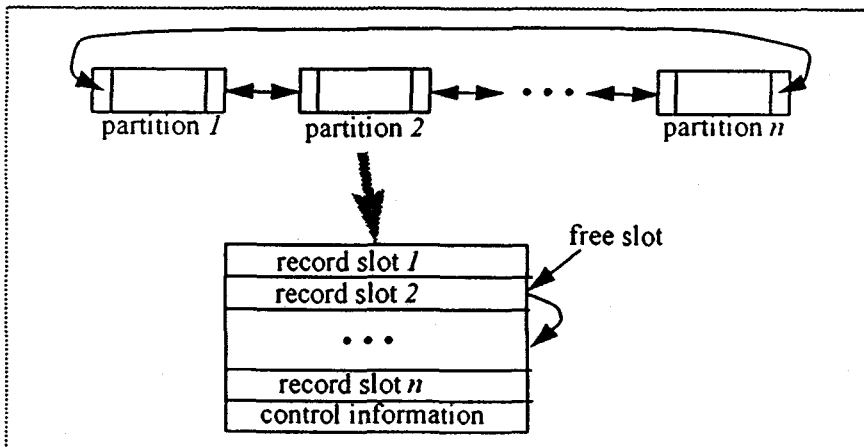 partition 1
partition 2
partition n
free slot
record slot 1
record slot 2
• • •
record slot n
control information